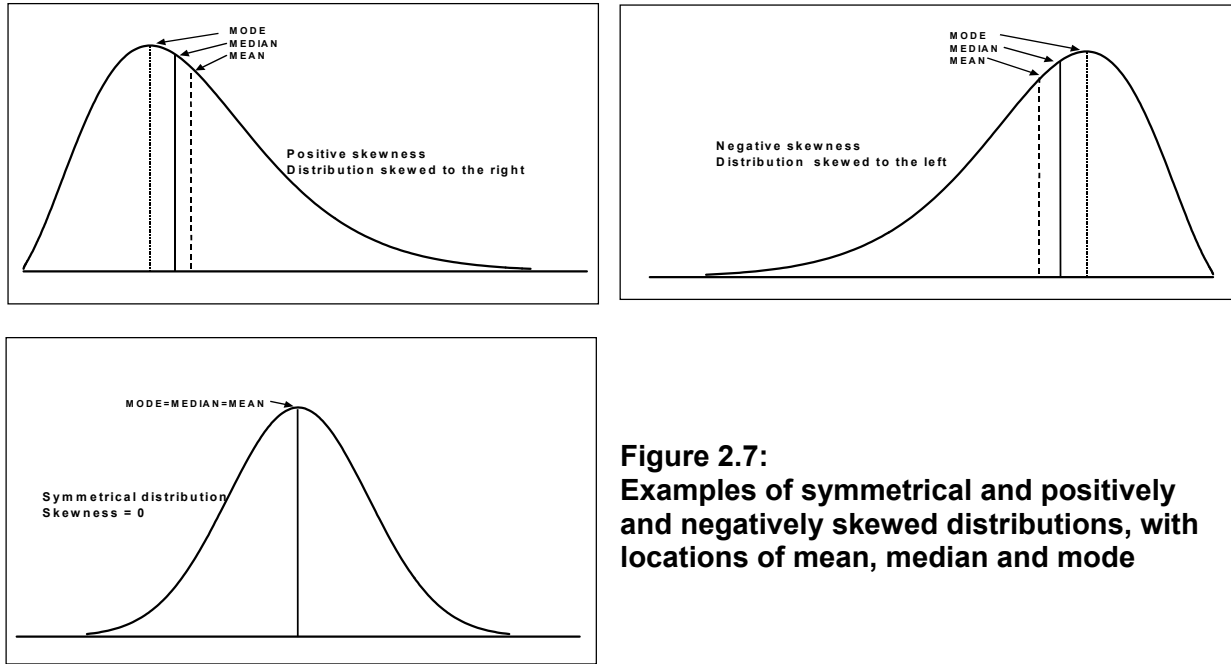 MODE
MEDIAN
MEAN
Positive skewness
Distribution skewed to the right
MODE
MEDIAN
MEAN
Negative skewness
Distribution skewed to the left
MODE=MEDIAN=MEAN
Symmetrical distribution
Skewness = 0
Figure 2.7:
Examples of symmetrical and positively
and negatively skewed distributions, with
locations of mean, median and mode